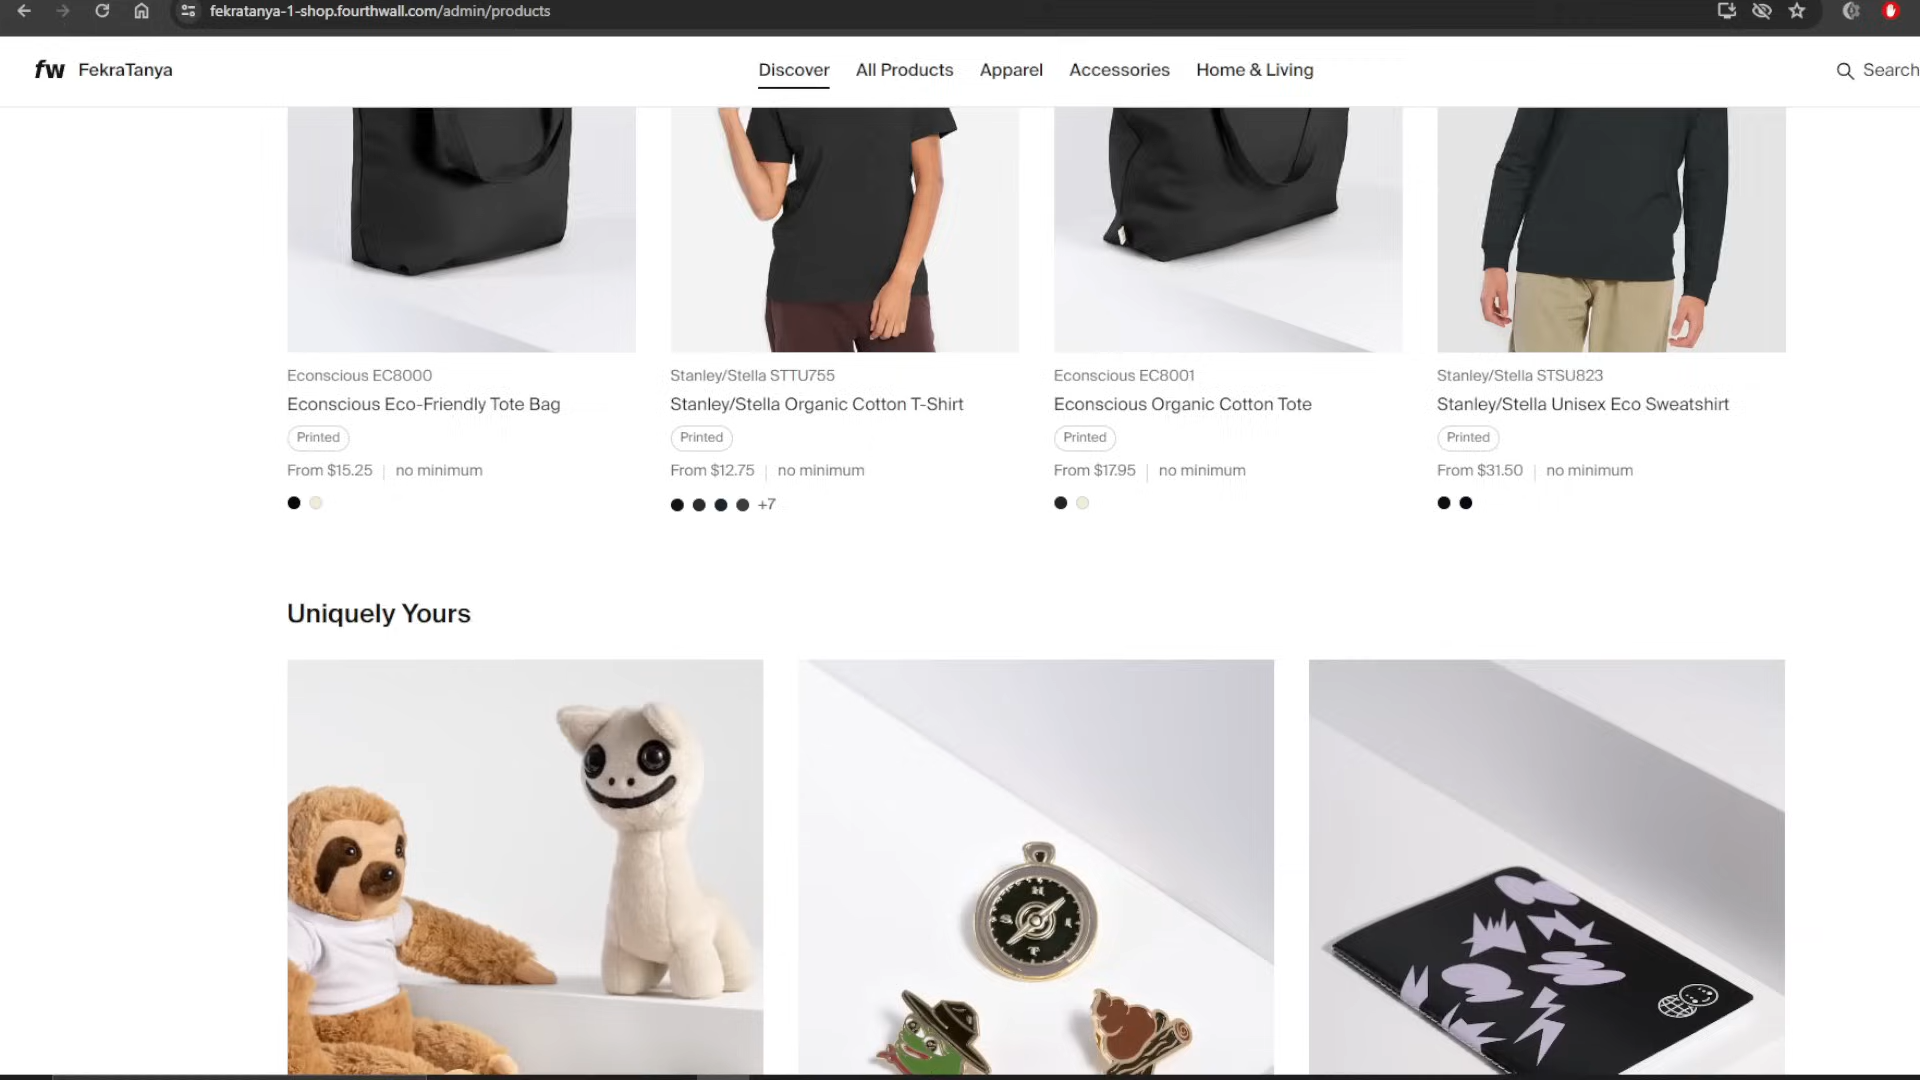 fekratanya-1-shop.fourthwall.com/admin/products
fw FekraTanya
Discover
All Products
Apparel
Accessories
Home & Living
Search
Econscious EC8000
Econscious Eco-Friendly Tote Bag
Printed
From $15.25 | no minimum
Stanley/Stella STTU755
Stanley/Stella Organic Cotton T-Shirt
Printed
From $12.75 | no minimum
+7
Econscious EC8001
Econscious Organic Cotton Tote
Printed
From $17.95 | no minimum
Stanley/Stella STSU823
Stanley/Stella Unisex Eco Sweatshirt
Printed
From $31.50 | no minimum
Uniquely Yours
H
S I
T